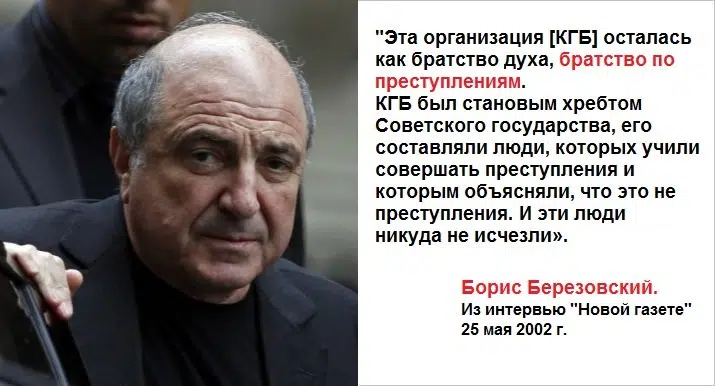 "Эта организация [КГБ] осталась
как братство духа, братство по
преступлениям.
КГБ был становым хребтом
Советского государства, его
составляли люди, которых учили
совершать преступления и
которым объясняли, что это не
преступления. И эти люди
никуда не исчезли».
Борис Березовский.
Из интервью "Новой газете"
25 мая 2002 г.